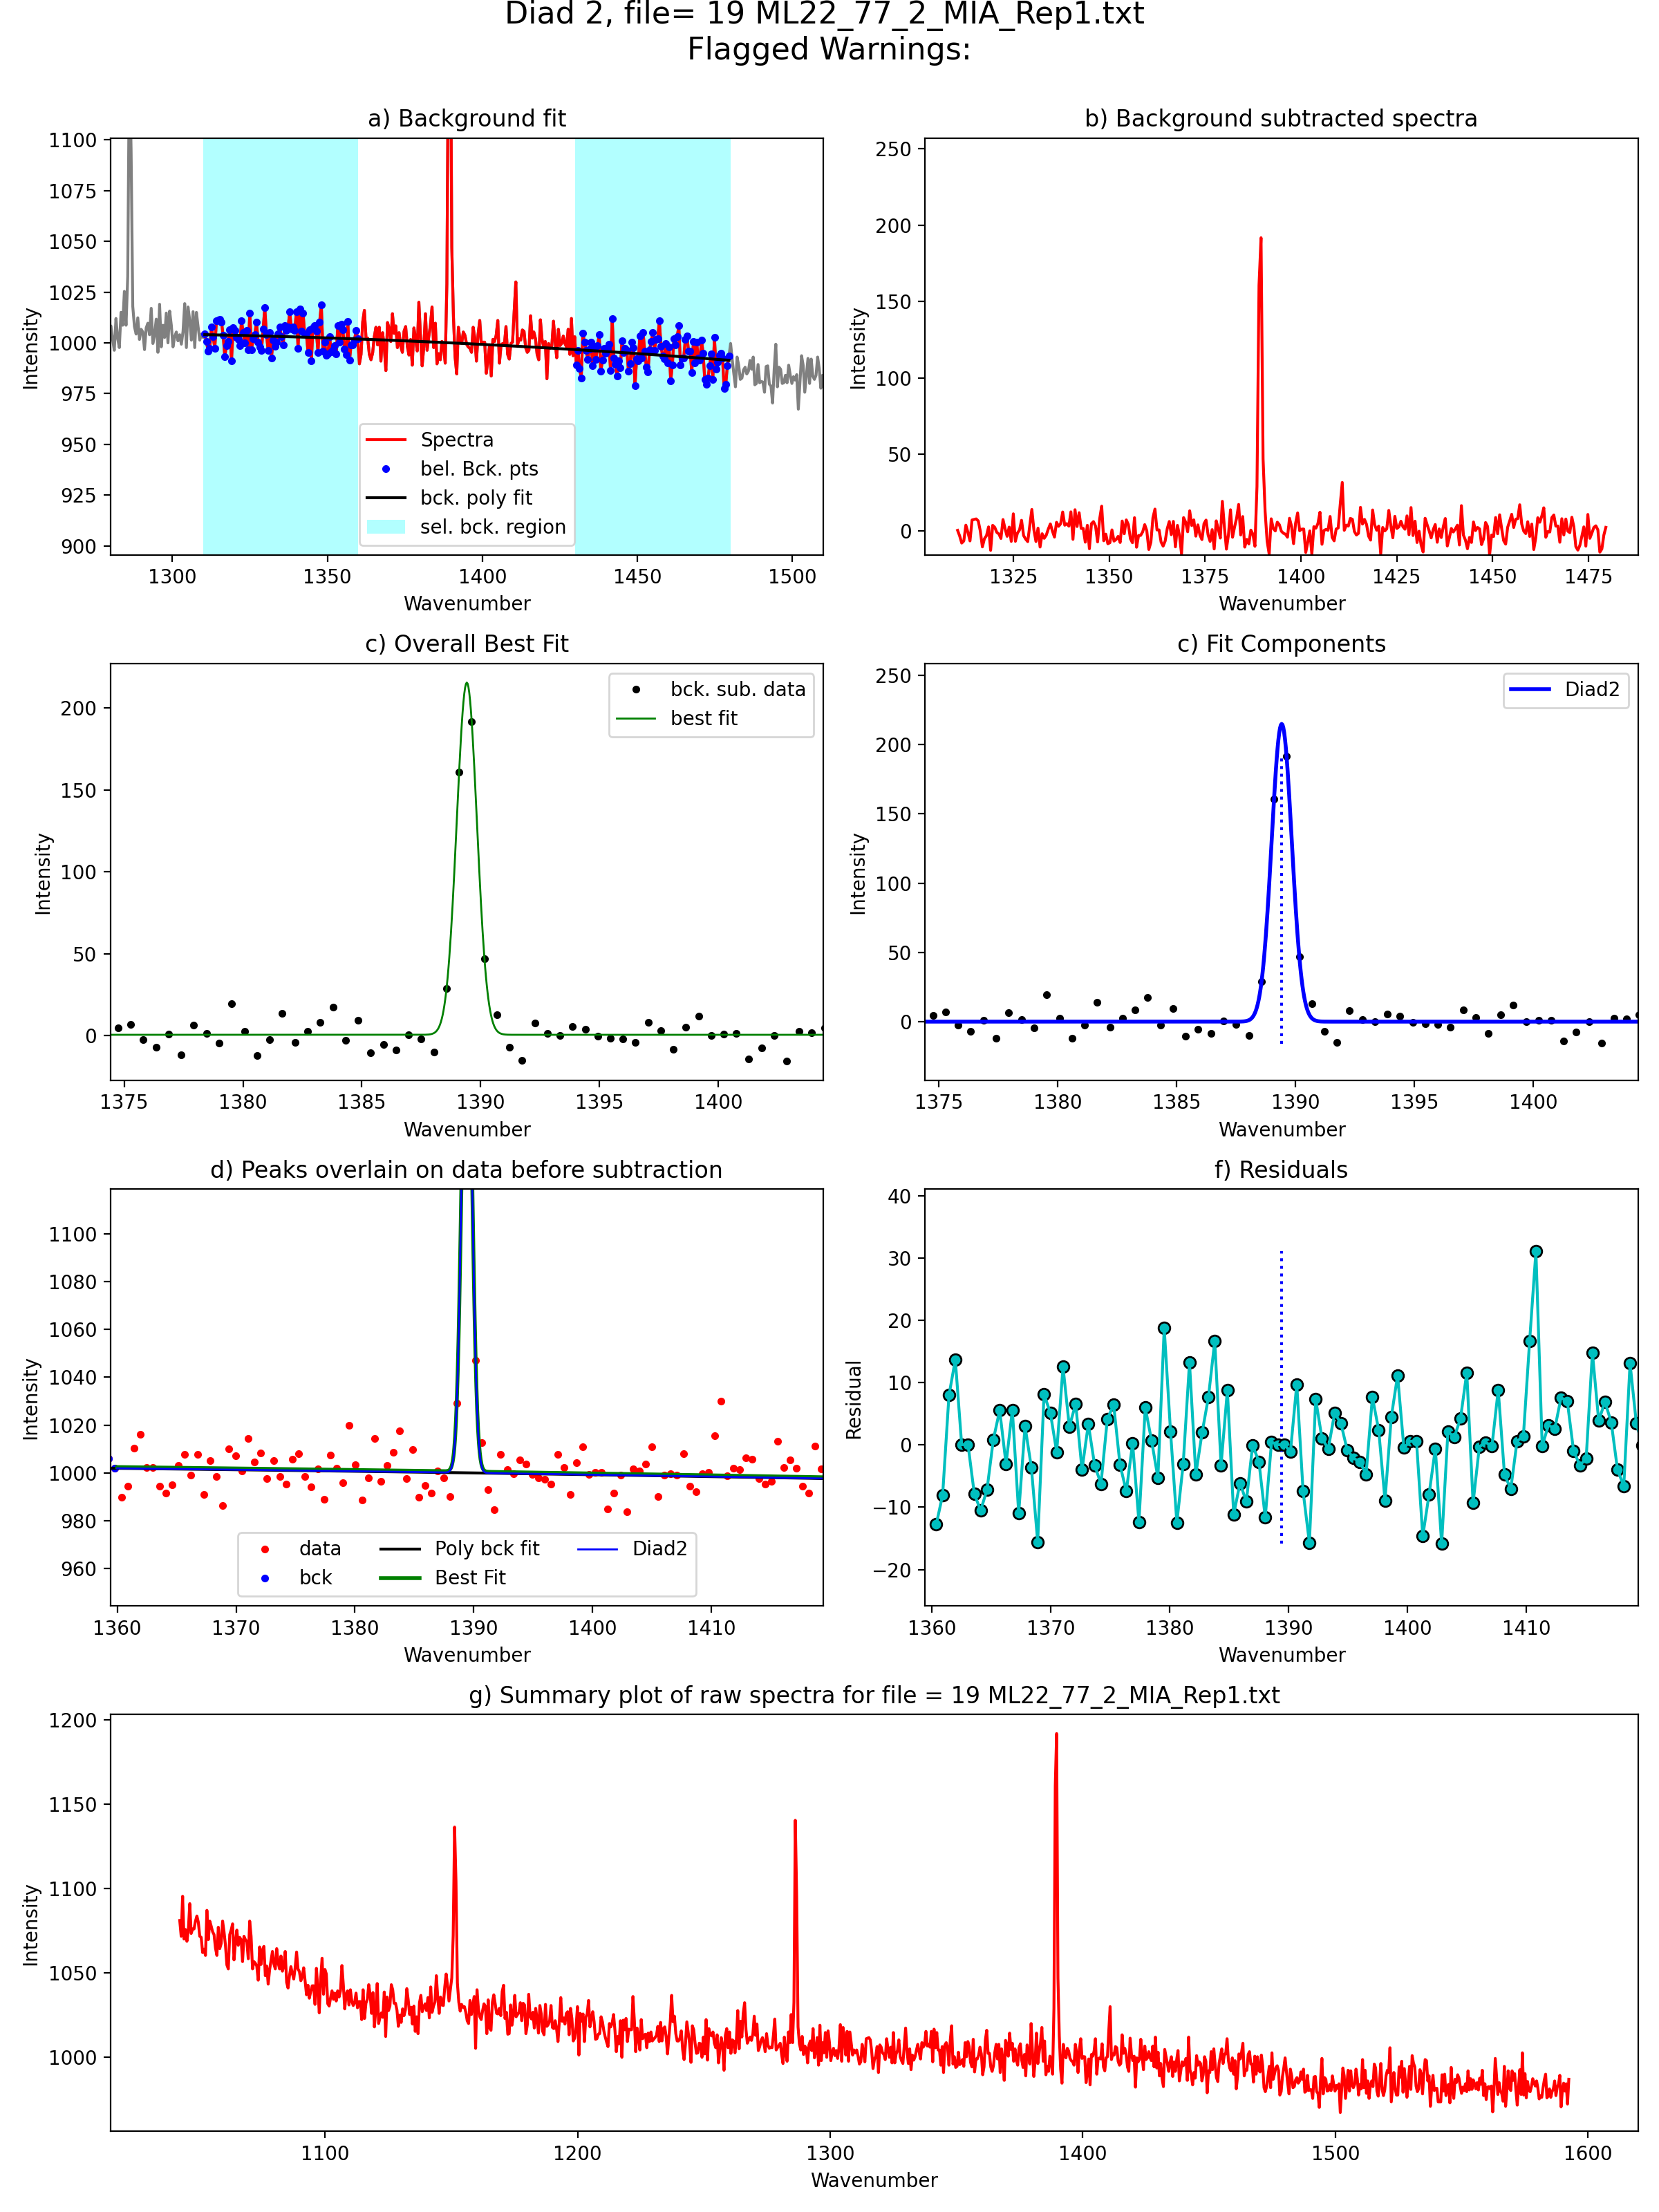 Diad 2, file= 19 ML22_77_2_MIA_Rep1.txt
Flagged Warnings:
a) Background fit
1100
1075
1050
1025
1000
975
950
925
900
Intensity
Spectra
bel. Bck. pts
bck. poly fit
sel. bck. region
1300 1350 1400 1450 1500
Wavenumber
b) Background subtracted spectra
250
200
150
100
50
0
Intensity
1325 1350 1375 1400 1425 1450 1475
Wavenumber
c) Overall Best Fit
200
150
100
50
0
Intensity
bck. sub. data
best fit
1375 1380 1385 1390 1395 1400
Wavenumber
c) Fit Components
250
200
150
100
50
0
Intensity
Diad2
1375 1380 1385 1390 1395 1400
Wavenumber
d) Peaks overlain on data before subtraction
1100
1080
1060
1040
1020
1000
980
960
Intensity
data Poly bck fit Diad2
bck Best Fit
1360 1370 1380 1390 1400 1410
Wavenumber
f) Residuals
40
30
20
10
0
−10
−20
Residual
1360 1370 1380 1390 1400 1410
Wavenumber
g) Summary plot of raw spectra for file = 19 ML22_77_2_MIA_Rep1.txt
1200
1150
1100
1050
1000
Intensity
1100 1200 1300 1400 1500 1600
Wavenumber